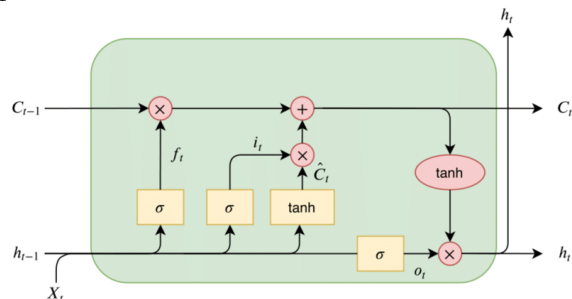 h_t
C_{t-1} × + C_t
f_t i_t × Ĉ_t tanh
σ σ tanh
h_{t-1} σ o_t × h_t
X_t